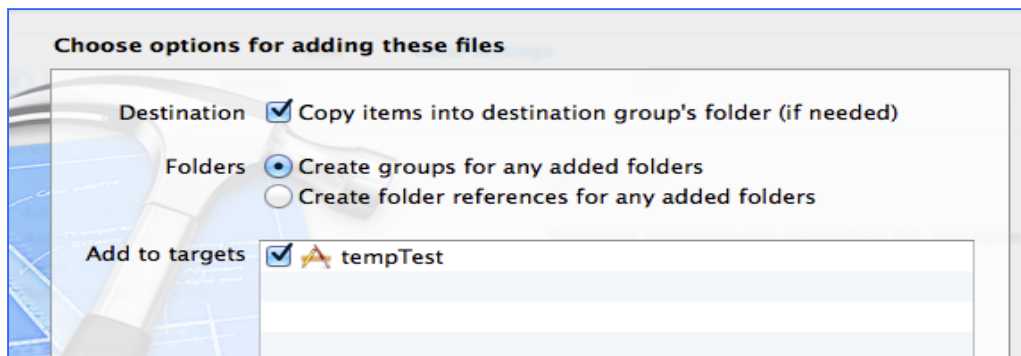 Choose options for adding these files
Destination Copy items into destination group's folder (if needed)
Folders Create groups for any added folders
Create folder references for any added folders
Add to targets tempTest